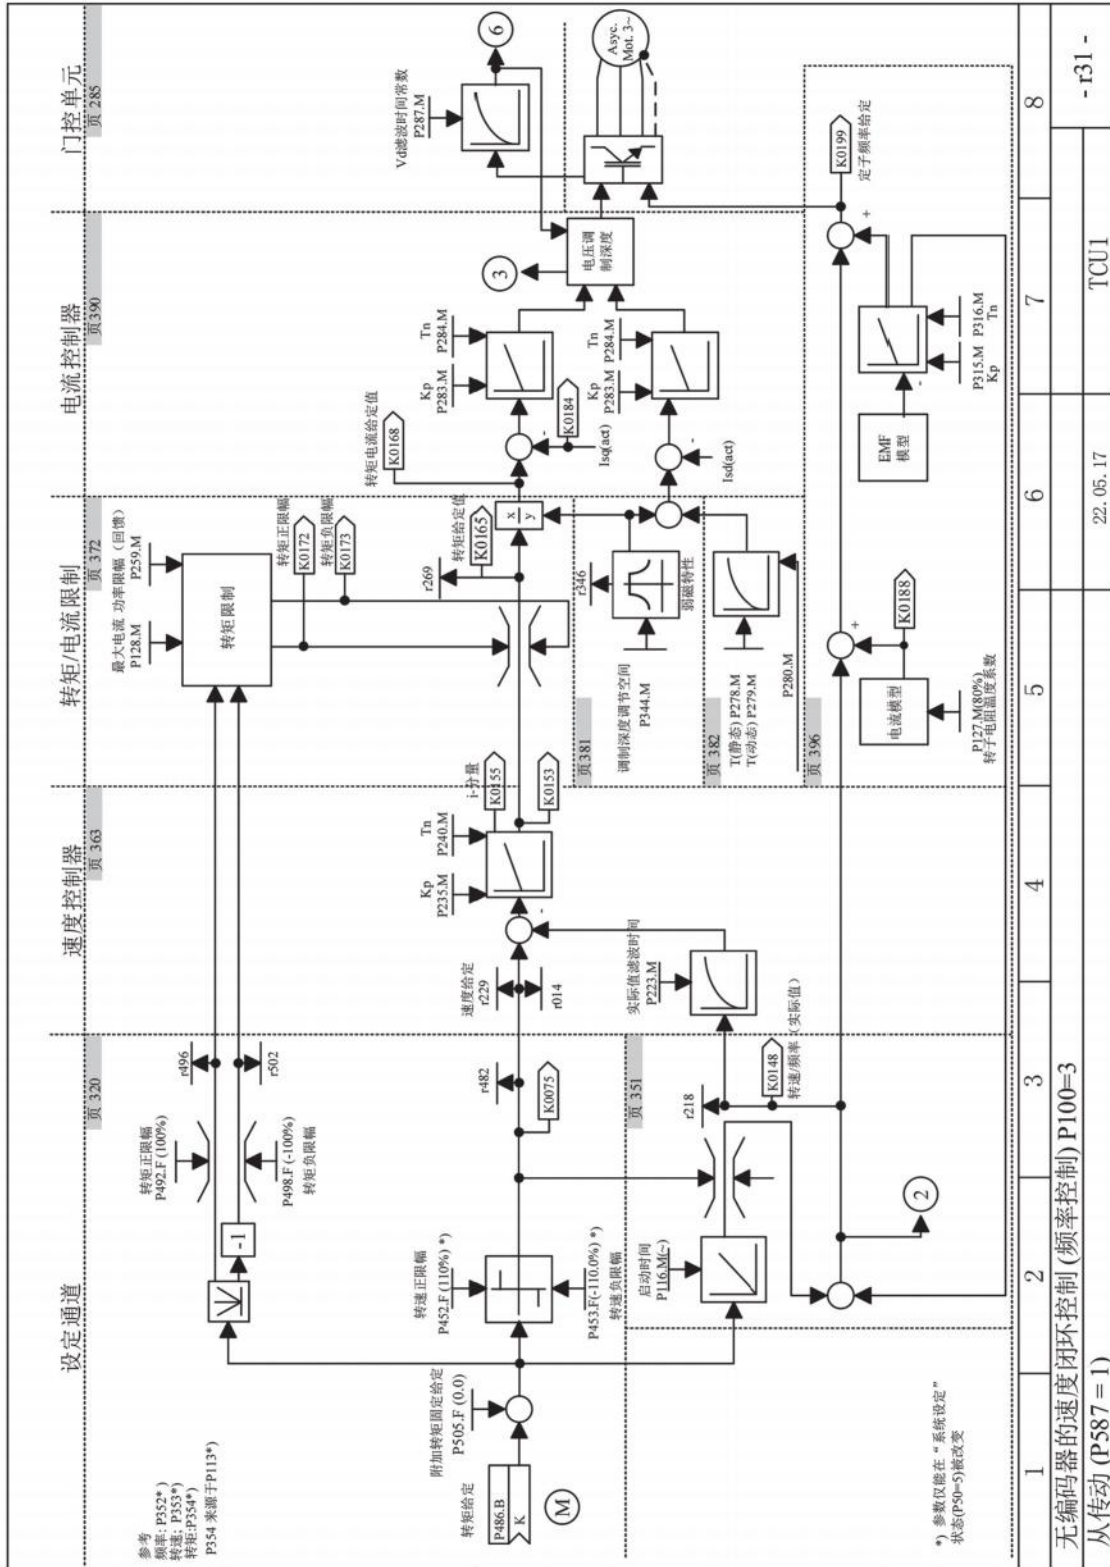 设定通道
页 320
速度控制器
页 363
转矩/电流限制
页 372
电流控制器
页390
门控单元
页 285
参考
频率: P352*)
转速: P353*)
转矩:P354*)
P354 来源于P113*)
转矩正限幅
P492.F (100%)
r496
-1
P498.F (-100%)
转矩负限幅
r502
最大电流
P128.M
功率限幅（回馈）
P259.M
转矩限制
转矩正限幅
K0172
转矩负限幅
K0173
Vd滤波时间常数
P287.M
6
转矩给定
P486.B
K
M
附加转矩固定给定
P505.F (0.0)
转速正限幅
P452.F (110%) *)
P453.F(-110.0%) *)
转速负限幅
r482
K0075
速度给定
r229
r014
Kp
P235.M
Tn
P240.M
-
i-分量
K0155
K0153
r269
K0165
转矩给定值
x
y
转矩电流给定值
K0168
-
K0184
Isq(act)
Kp
P283.M
Tn
P284.M
3
电压调
制深度
Asyc.
Mot. 3~
页381
调制深度调节空间
P344.M
r346
弱磁特性
-
Isd(act)
Kp
P283.M
Tn
P284.M
页 382
T(静态) P278.M
T(动态) P279.M
P280.M
页 351
启动时间
P116.M(~)
r218
K0148
转速/频率（实际值）
实际值滤波时间
P223.M
2
页 396
电流模型
P127.M(80%)
转子电阻温度系数
K0188
+
EMF
模型
-
P315.M
Kp
P316.M
Tn
+
K0199
定子频率给定
*) 参数仅能在 “ 系统设定”
状态(P50=5)被改变
1
2
3
4
5
6
7
8
无编码器的速度闭环控制 (频率控制) P100=3
从传动 (P587 = 1)
22. 05. 17
TCU1
- r31 -